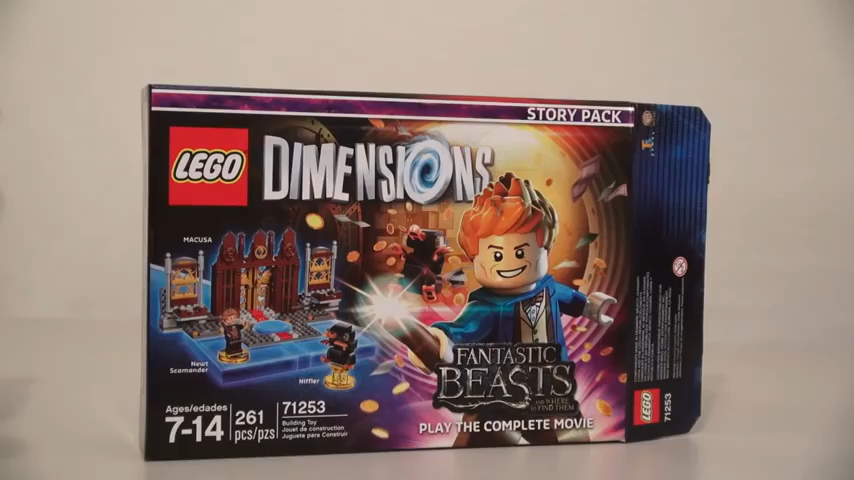 STORY PACK
LEGO
DIMENSIONS
MACUSA
Newt
Scamander
Niffler
FANTASTIC
BEASTS
AND WHERE
TO FIND THEM
PLAY THE COMPLETE MOVIE
Ages/edades
7-14
261
pcs/pzs
71253
Building Toy
Jouet de construction
Juguete para Construir
LEGO
71253